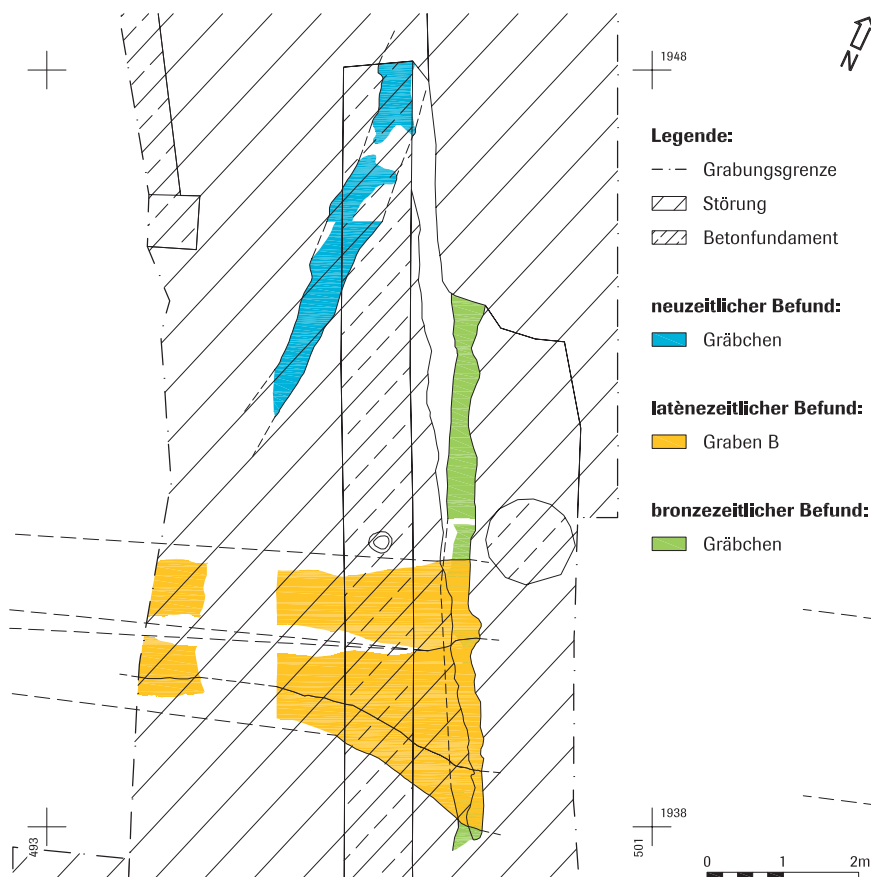 1948
N
Legende:
Grabungsgrenze
Störung
Betonfundament
neuzeitlicher Befund:
Gräbchen
latènezeitlicher Befund:
Graben B
bronzezeitlicher Befund:
Gräbchen
493
501
1938
0 1 2m